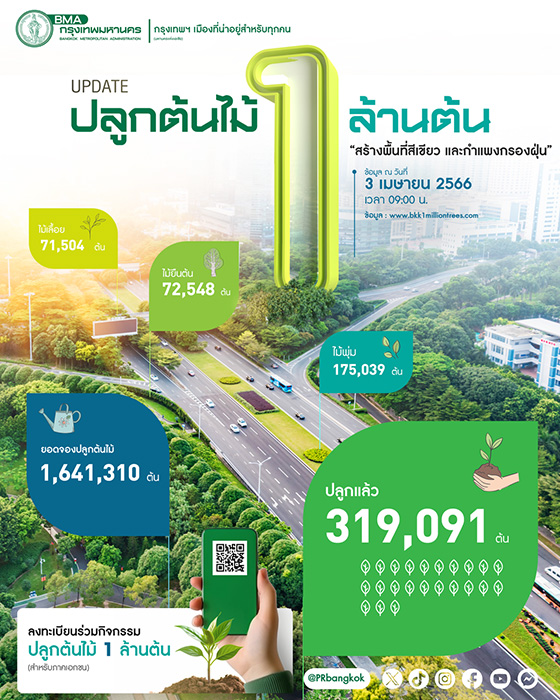 BMA
กรุงเทพมหานคร
BANGKOK METROPOLITAN ADMINISTRATION
กรุงเทพฯ เมืองที่น่าอยู่สำหรับทุกคน
UPDATE
ปลูกต้นไม้ 1 ล้านต้น
"สร้างพื้นที่สีเขียว และกำแพงกรองฝุ่น"
ข้อมูล ณ วันที่
3 เมษายน 2566
เวลา 09:00 น.
ข้อมูล : www.bkk1milliontrees.com
ไม้เลื้อย
71,504 ต้น
ไม้ยืนต้น
72,548 ต้น
ไม้พุ่ม
175,039 ต้น
ยอดจองปลูกต้นไม้
1,641,310 ต้น
ปลูกแล้ว
319,091 ต้น
ลงทะเบียนร่วมกิจกรรม
ปลูกต้นไม้ 1 ล้านต้น
(สำหรับภาคเอกชน)
@PRbangkok